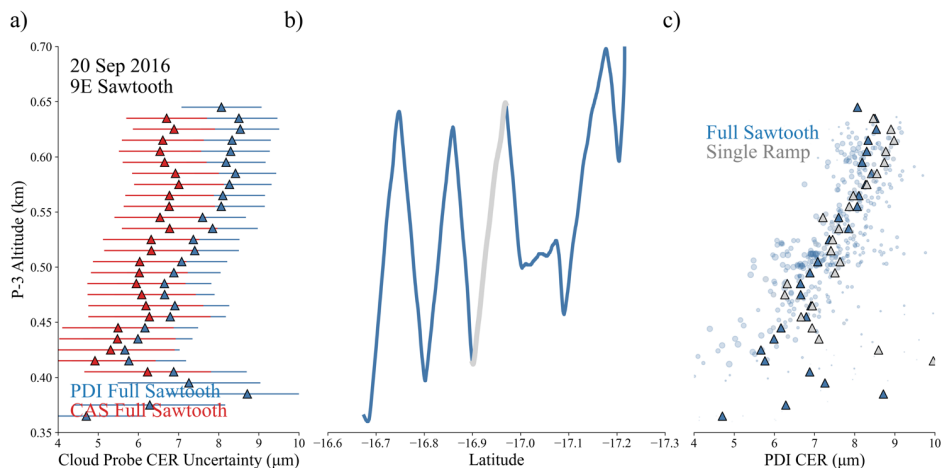 a)
b)
c)
20 Sep 2016
9E Sawtooth
PDI Full Sawtooth
CAS Full Sawtooth
P-3 Altitude (km)
0.70
0.65
0.60
0.55
0.50
0.45
0.40
0.35
4 5 6 7 8 9 10
Cloud Probe CER Uncertainty (μm)
−16.6 −16.7 −16.8 −16.9 −17.0 −17.1 −17.2 −17.3
Latitude
Full Sawtooth
Single Ramp
4 5 6 7 8 9 10
PDI CER (μm)